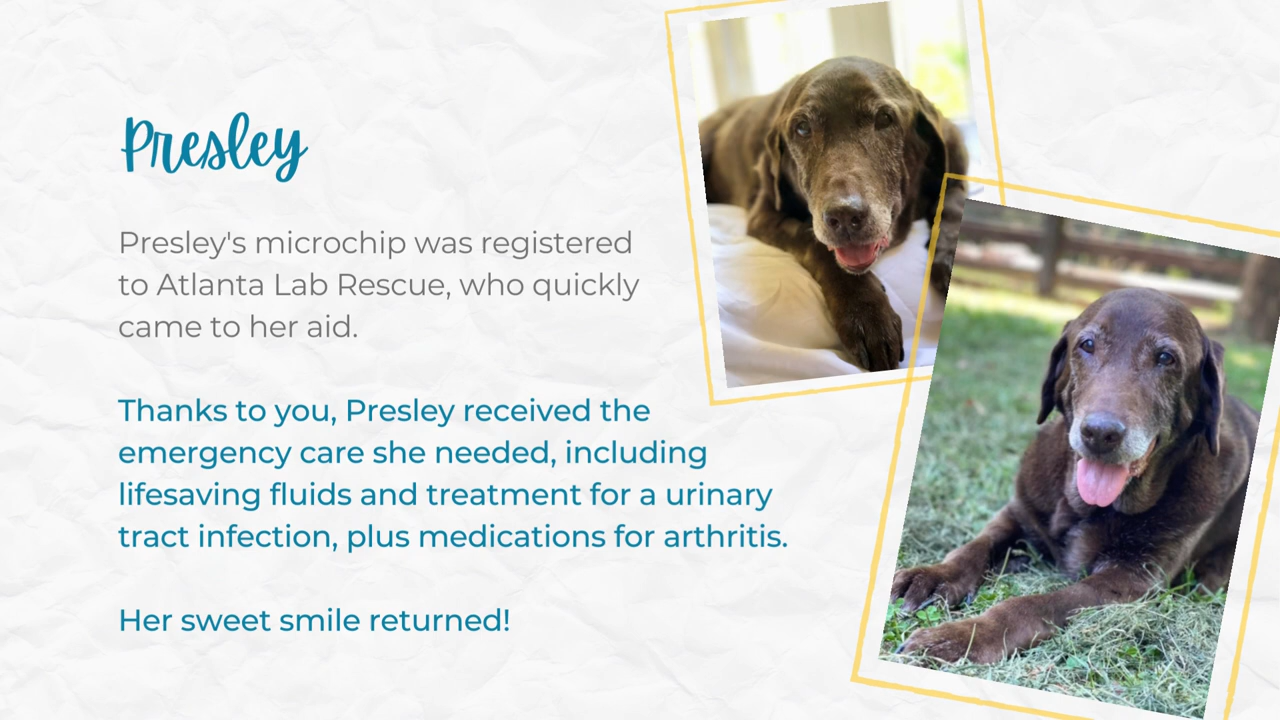 Presley
Presley's microchip was registered
to Atlanta Lab Rescue, who quickly
came to her aid.
Thanks to you, Presley received the
emergency care she needed, including
lifesaving fluids and treatment for a urinary
tract infection, plus medications for arthritis.
Her sweet smile returned!